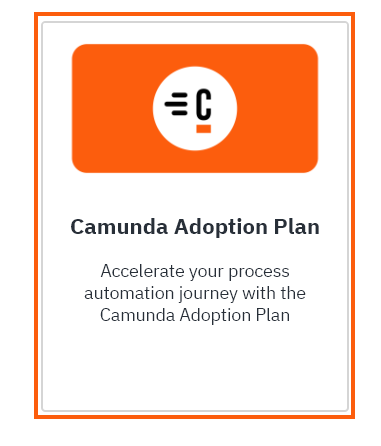 C
Camunda Adoption Plan
Accelerate your process
automation journey with the
Camunda Adoption Plan